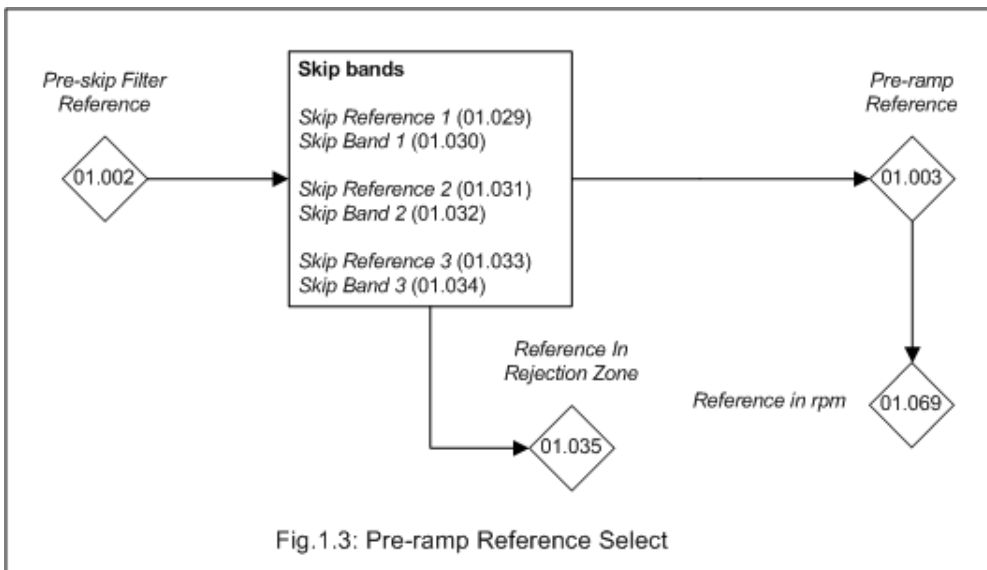 Pre-skip Filter
Reference
01.002
Skip bands
Skip Reference 1 (01.029)
Skip Band 1 (01.030)
Skip Reference 2 (01.031)
Skip Band 2 (01.032)
Skip Reference 3 (01.033)
Skip Band 3 (01.034)
Pre-ramp
Reference
01.003
Reference In
Rejection Zone
01.035
Reference in rpm
01.069
Fig.1.3: Pre-ramp Reference Select